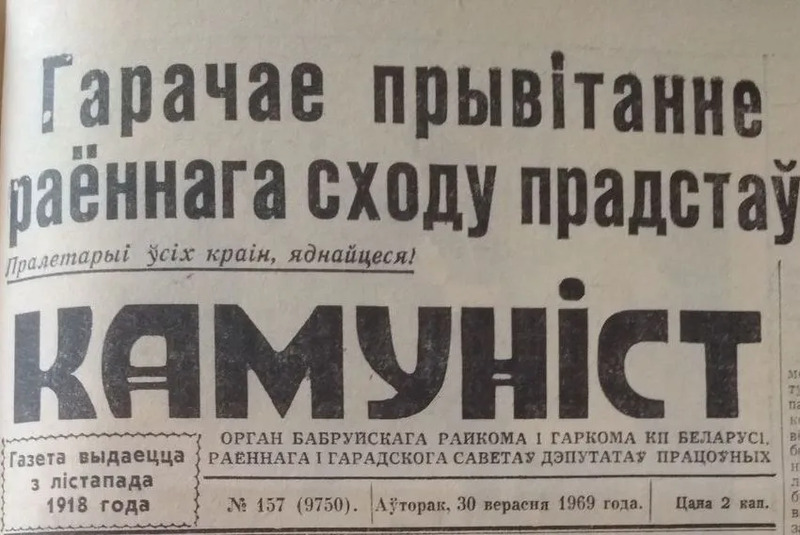 Гарачае прывітанне
раённага сходу прадстаў
Пралетарыі ўсіх краін, яднайцеся!
КАМУНІСТ
Газета выдаецца
з лістапада
1918 года
ОРГАН БАБРУЙСКАГА РАЙКОМА І ГАРКОМА КП БЕЛАРУСІ,
РАЁННАГА І ГАРАДСКОГА САВЕТАЎ ДЭПУТАТАЎ ПРАЦОЎНЫХ
№ 157 (9750).
Аўторак, 30 верасня 1969 года.
Цана 2 кап.